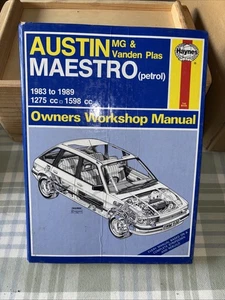 AUSTIN MG &
Vanden Plas
MAESTRO (petrol)
Haynes
1983 to 1989
1275 cc □ 1598 cc
Owners Workshop Manual